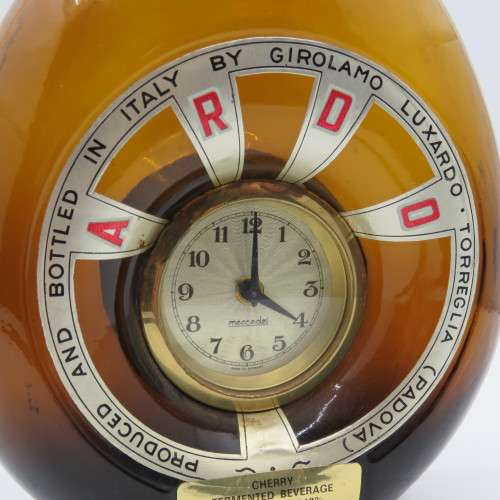 PRODUCED AND BOTTLED IN ITALY BY GIROLAMO LUXARDO · TORREGLIA (PADOVA)
A R D O
12
1
2
3
4
5
6
7
8
9
10
11
meccedel
CHERRY
FERMENTED BEVERAGE